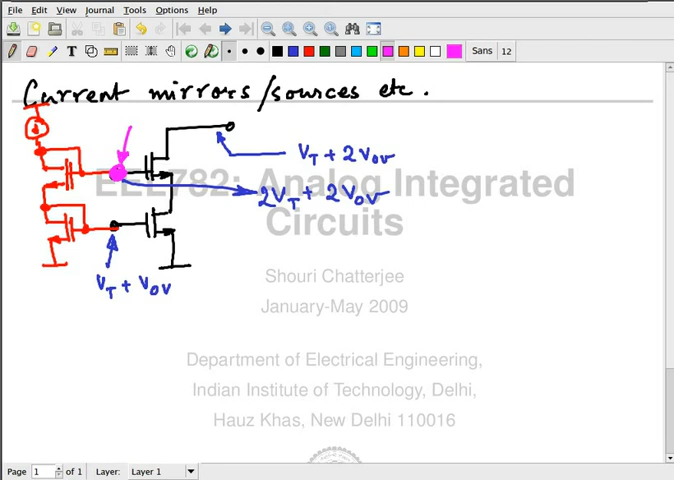 File Edit View Journal Tools Options Help
Sans 12
Current mirrors/sources etc.
V_T + 2V_OV
EEL782: Analog Integrated
2V_T + 2V_OV
Circuits
V_T + V_OV
Shouri Chatterjee
January-May 2009
Department of Electrical Engineering,
Indian Institute of Technology, Delhi,
Hauz Khas, New Delhi 110016
Page 1 of 1 Layer: Layer 1